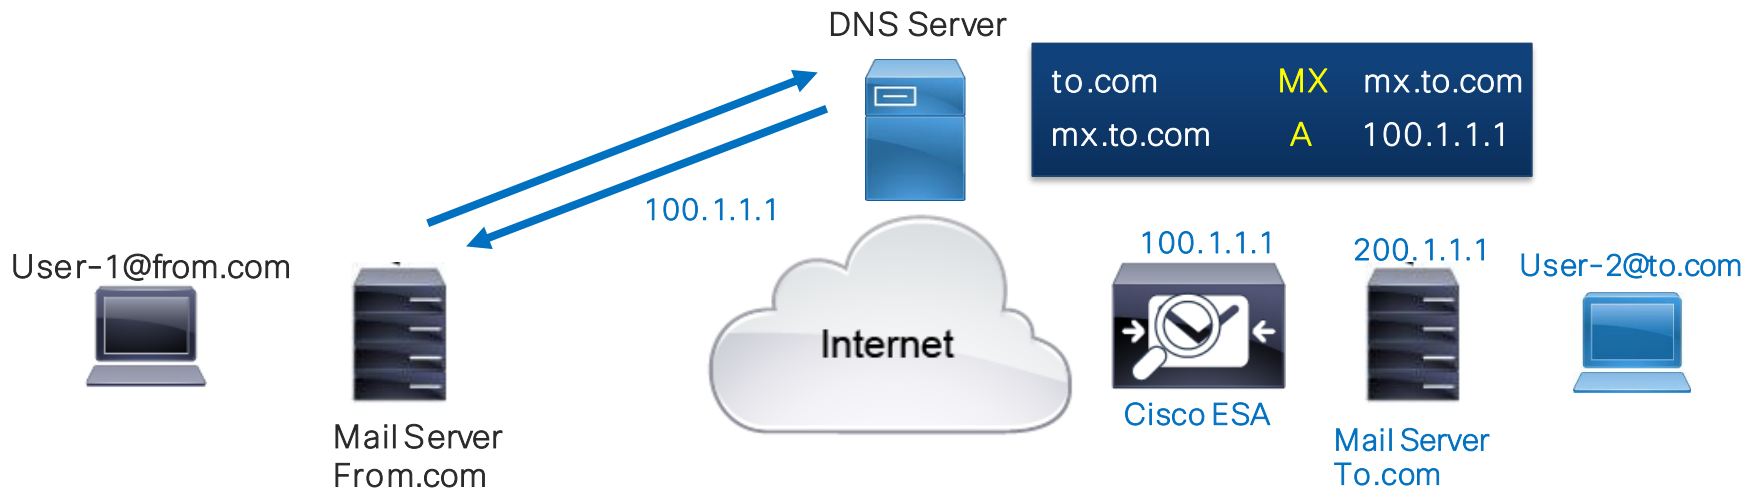 DNS Server
to.com MX mx.to.com
mx.to.com A 100.1.1.1
100.1.1.1
User-1@from.com
Mail Server
From.com
Internet
100.1.1.1
Cisco ESA
200.1.1.1
Mail Server
To.com
User-2@to.com